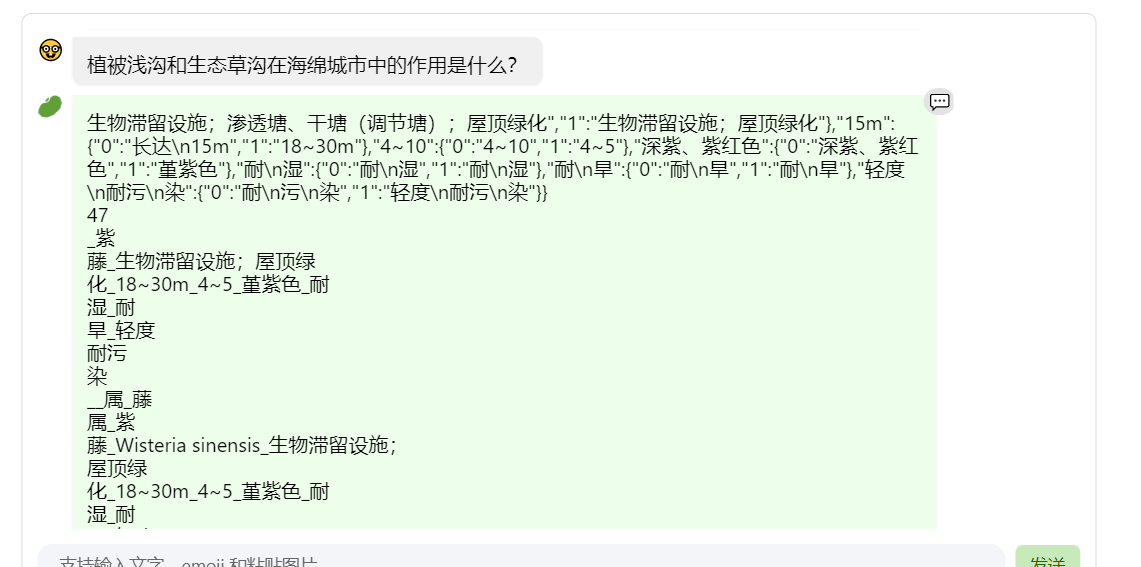 植被浅沟和生态草沟在海绵城市中的作用是什么?
生物滞留设施；渗透塘、干塘（调节塘）；屋顶绿化","1":"生物滞留设施；屋顶绿化"},"15m":
{"0":"长达\n15m","1":"18~30m"},"4~10":{"0":"4~10","1":"4~5"},"深紫、紫红色":{"0":"深紫、紫红
色","1":"堇紫色"},"耐\n湿":{"0":"耐\n湿","1":"耐\n湿"},"耐\n旱":{"0":"耐\n旱","1":"耐\n旱"},"轻度
\n耐污\n染":{"0":"耐\n污\n染","1":"轻度\n耐污\n染"}}
47
_紫
藤_生物滞留设施；屋顶绿
化_18~30m_4~5_堇紫色_耐
湿_耐
旱_轻度
耐污
染
__属_藤
属_紫
藤_Wisteria sinensis_生物滞留设施；
屋顶绿
化_18~30m_4~5_堇紫色_耐
湿_耐
支持输入文字、emoji 和粘贴图片
发送